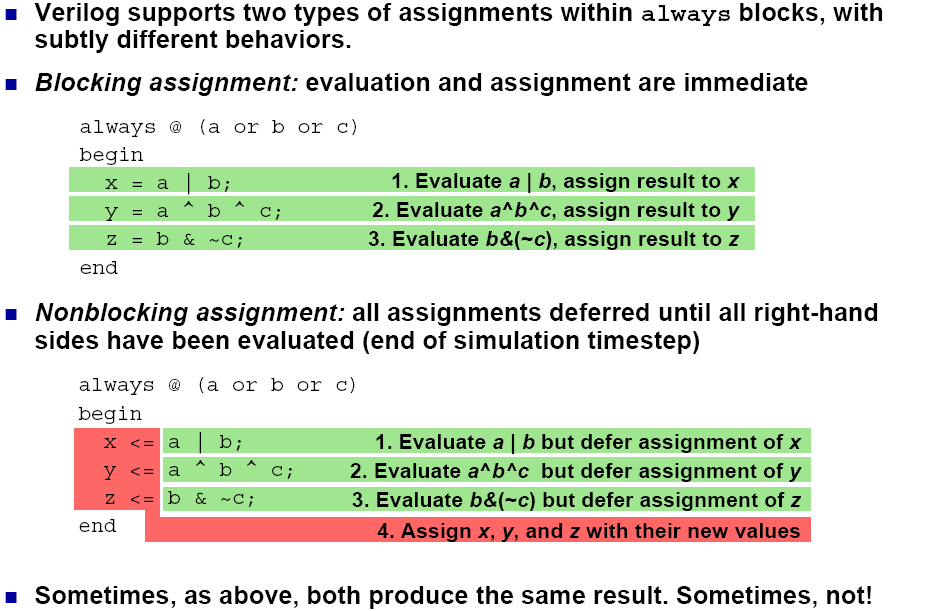 Verilog supports two types of assignments within always blocks, with
subtly different behaviors.
Blocking assignment: evaluation and assignment are immediate
always @ (a or b or c)
begin
x = a | b; 1. Evaluate a | b, assign result to x
y = a ^ b ^ c; 2. Evaluate a^b^c, assign result to y
z = b & ~c; 3. Evaluate b&(~c), assign result to z
end
Nonblocking assignment: all assignments deferred until all right-hand
sides have been evaluated (end of simulation timestep)
always @ (a or b or c)
begin
x <= a | b; 1. Evaluate a | b but defer assignment of x
y <= a ^ b ^ c; 2. Evaluate a^b^c but defer assignment of y
z <= b & ~c; 3. Evaluate b&(~c) but defer assignment of z
end 4. Assign x, y, and z with their new values
Sometimes, as above, both produce the same result. Sometimes, not!